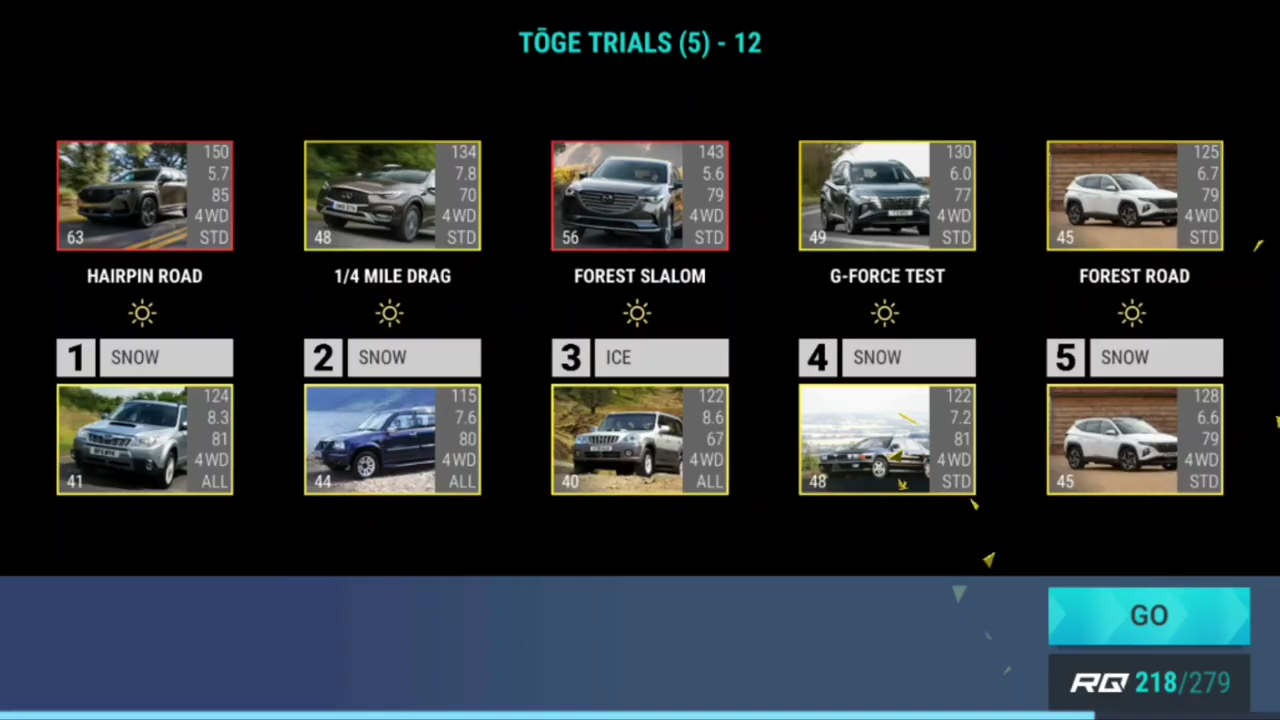 TŌGE TRIALS (5) - 12
150
5.7
85
4WD
63 STD
134
7.8
70
4WD
48 STD
143
5.6
79
4WD
56 STD
130
6.0
77
4WD
49 STD
125
6.7
79
4WD
45 STD
HAIRPIN ROAD
1/4 MILE DRAG
FOREST SLALOM
G-FORCE TEST
FOREST ROAD
1 SNOW
2 SNOW
3 ICE
4 SNOW
5 SNOW
124
8.3
81
4WD
41 ALL
115
7.6
80
4WD
44 ALL
122
8.6
67
4WD
40 ALL
122
7.2
81
4WD
48 STD
128
6.6
79
4WD
45 STD
GO
RQ 218/279